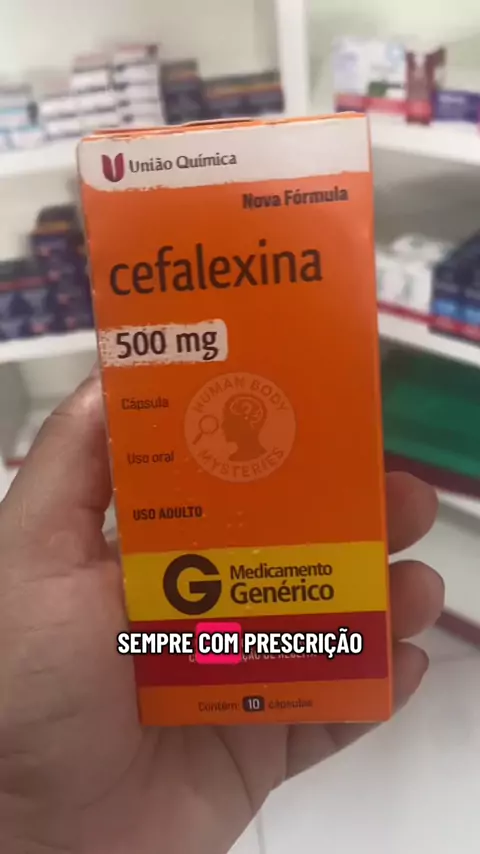 União Química
Nova Fórmula
cefalexina
500 mg
Cápsula
Uso oral
USO ADULTO
HUMAN BODY
MYSTERIES
G Medicamento
Genérico
SEMPRE COM PRESCRIÇÃO
Contém 10 cápsulas